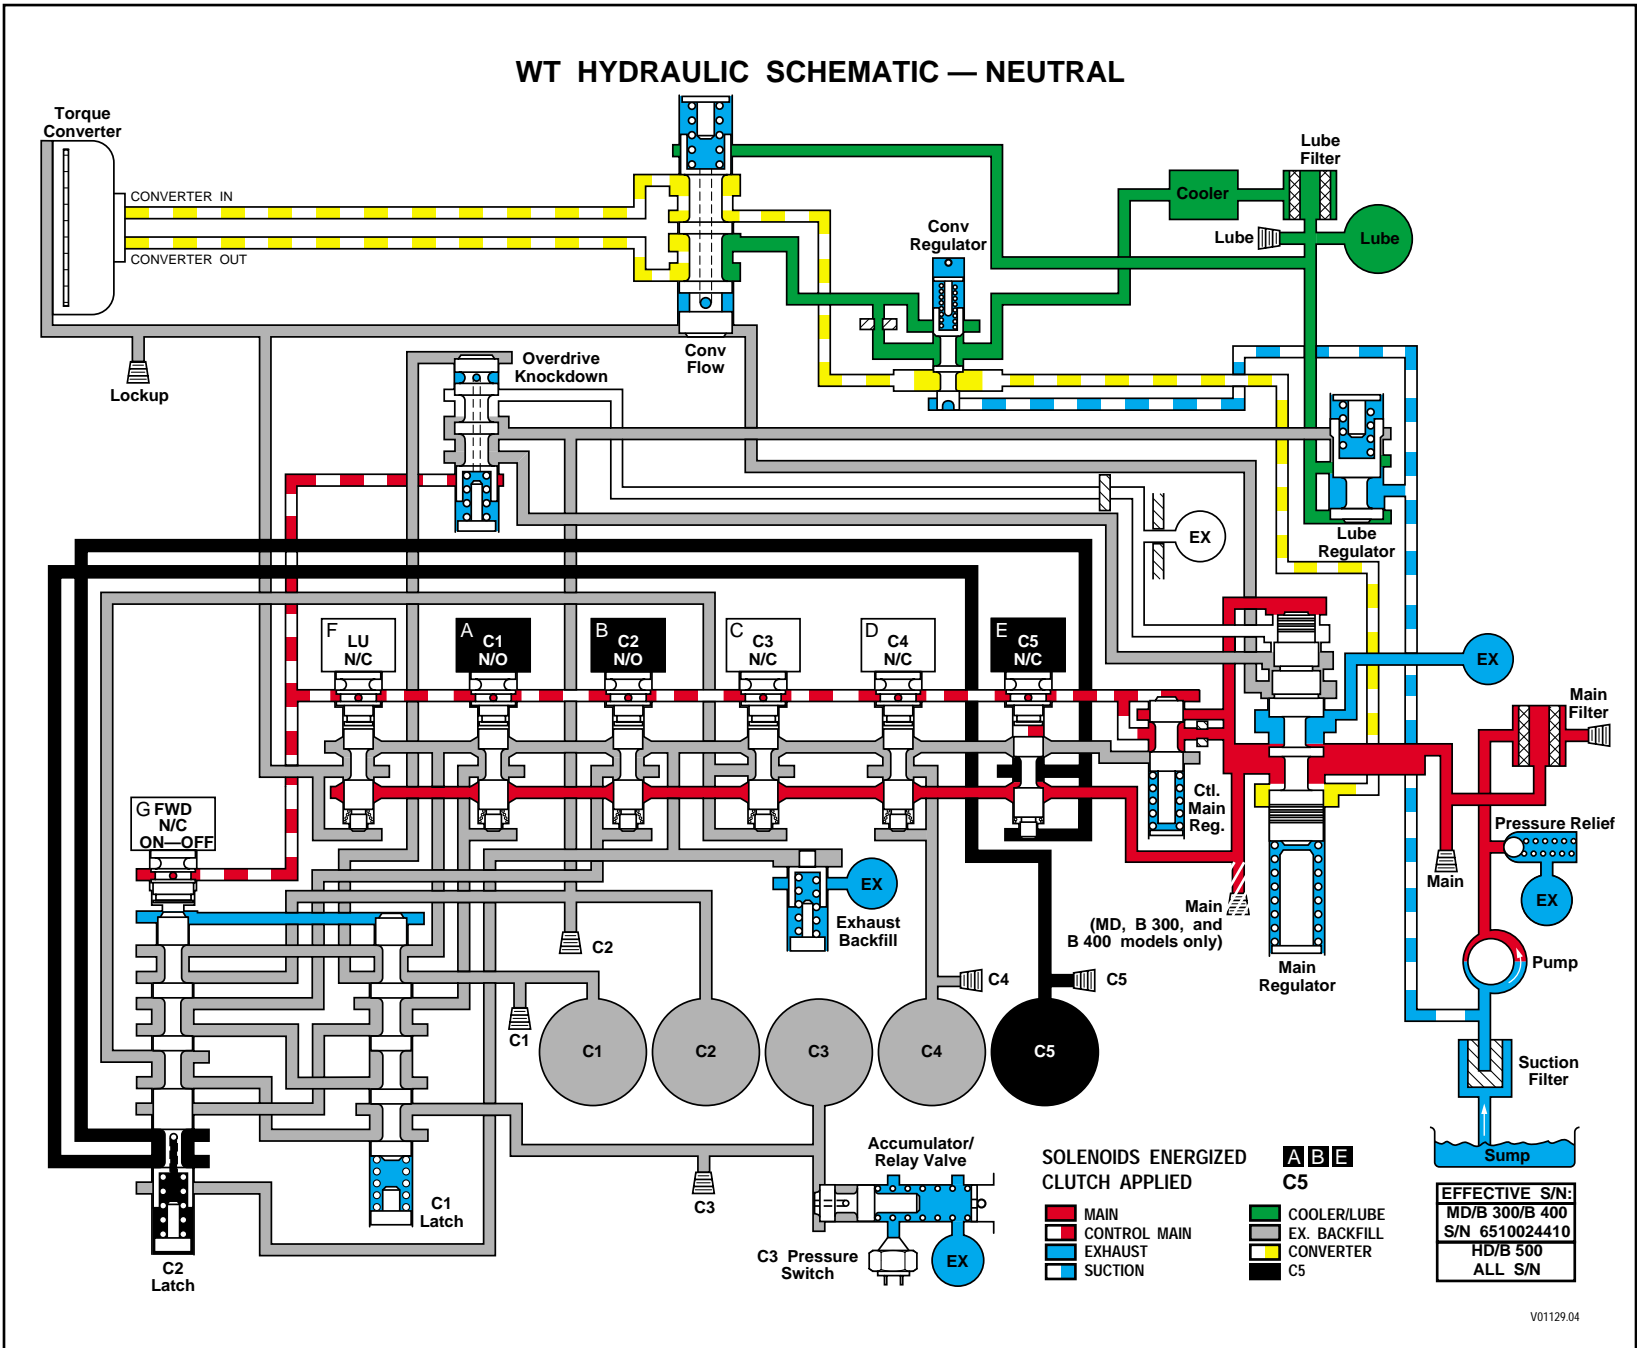 WT HYDRAULIC SCHEMATIC — NEUTRAL
Torque
Converter
CONVERTER IN
CONVERTER OUT
Lockup
Overdrive
Knockdown
Conv
Flow
Conv
Regulator
Cooler
Lube
Filter
Lube
Lube
Lube
Regulator
EX
EX
F
LU
N/C
A
C1
N/O
B
C2
N/O
C
C3
N/C
D
C4
N/C
E
C5
N/C
G FWD
N/C
ON—OFF
Ctl.
Main
Reg.
Main
Filter
Pressure Relief
EX
Main
Main
(MD, B 300, and
B 400 models only)
Main
Regulator
Pump
Suction
Filter
Sump
EX
Exhaust
Backfill
C2
C1
C4
C5
C1
C2
C3
C4
C5
C3
C1
Latch
C2
Latch
Accumulator/
Relay Valve
C3 Pressure
Switch
EX
SOLENOIDS ENERGIZED A B E
CLUTCH APPLIED C5
MAIN
CONTROL MAIN
EXHAUST
SUCTION
COOLER/LUBE
EX. BACKFILL
CONVERTER
C5
EFFECTIVE S/N:
MD/B 300/B 400
S/N 6510024410
HD/B 500
ALL S/N
V01129.04